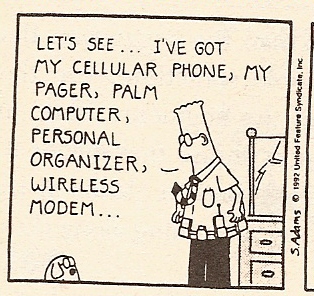 LET'S SEE... I'VE GOT
MY CELLULAR PHONE, MY
PAGER, PALM
COMPUTER,
PERSONAL
ORGANIZER,
WIRELESS
MODEM...
S.Adams © 1992 United Feature Syndicate, Inc